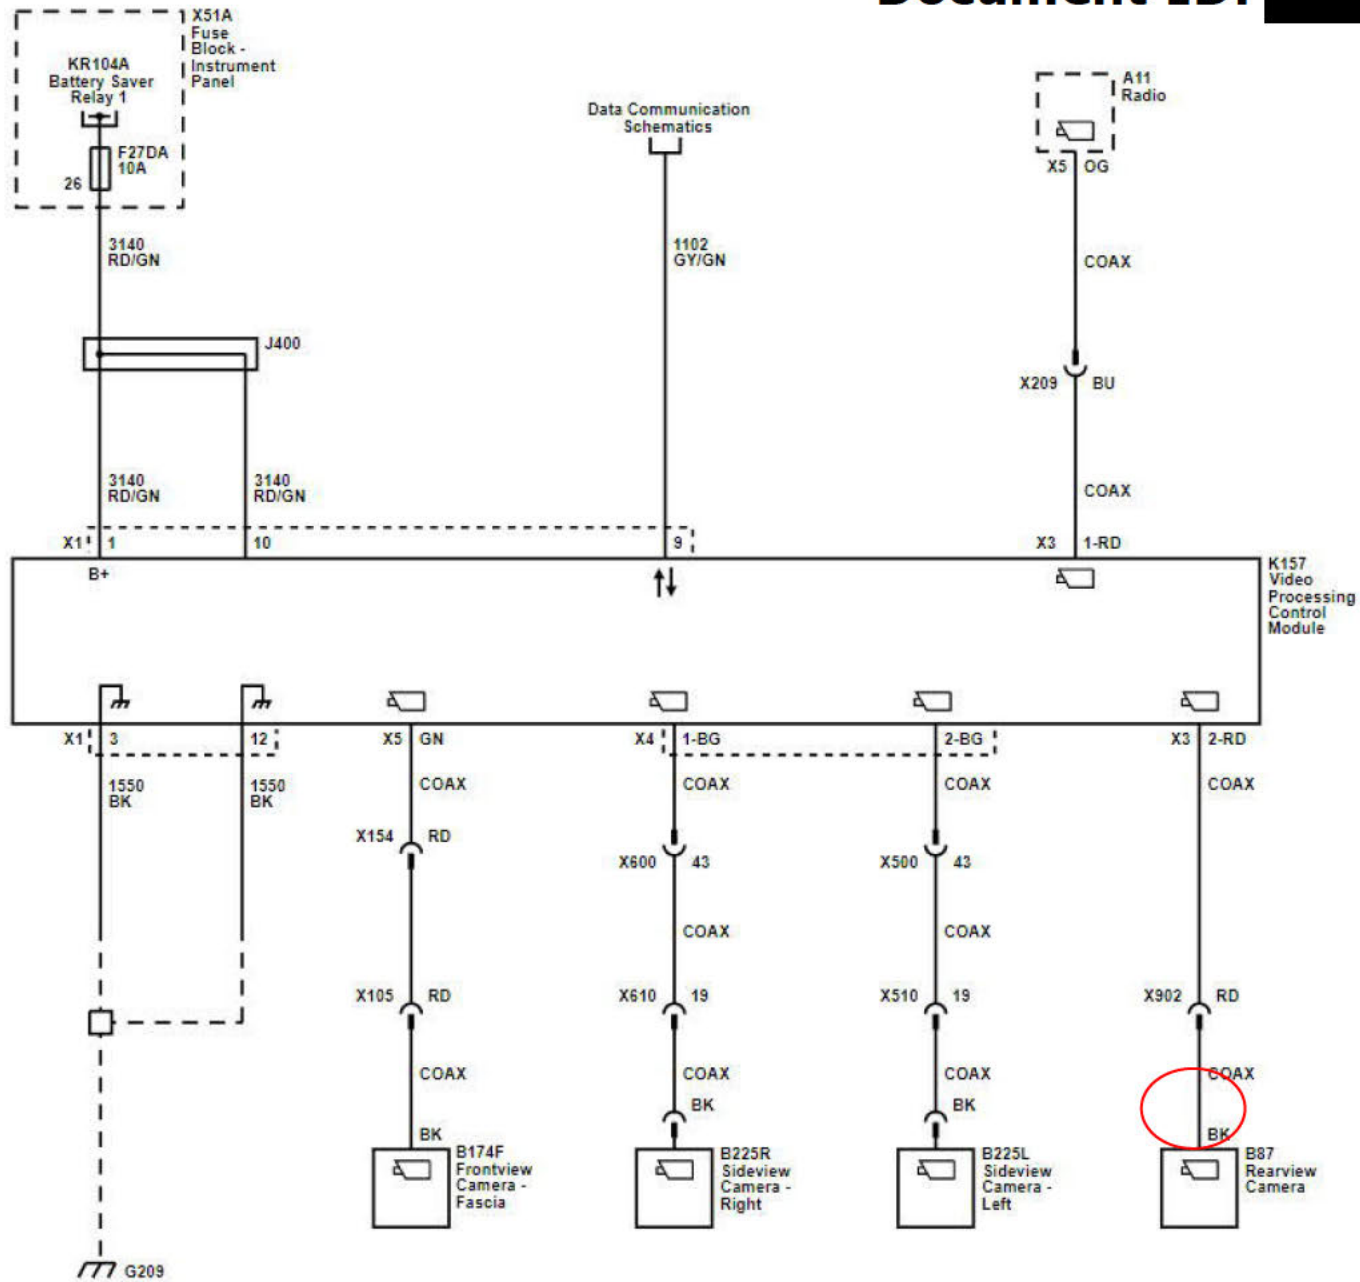 Document ID:
X51A
Fuse
Block -
Instrument
Panel
KR104A
Battery Saver
Relay 1
F27DA
10A
26
Data Communication
Schematics
A11
Radio
X5 OG
3140
RD/GN
1102
GY/GN
COAX
J400
X209 BU
3140
RD/GN
3140
RD/GN
COAX
X1 1
10
9
X3 1-RD
B+
K157
Video
Processing
Control
Module
X1 3
12
X5 GN
X4 1-BG
2-BG
X3 2-RD
1550
BK
1550
BK
COAX
COAX
COAX
COAX
X154 RD
X600 43
X500 43
COAX
COAX
X105 RD
X610 19
X510 19
X902 RD
COAX
COAX
COAX
COAX
BK
BK
BK
BK
B174F
Frontview
Camera -
Fascia
B225R
Sideview
Camera -
Right
B225L
Sideview
Camera -
Left
B87
Rearview
Camera
G209